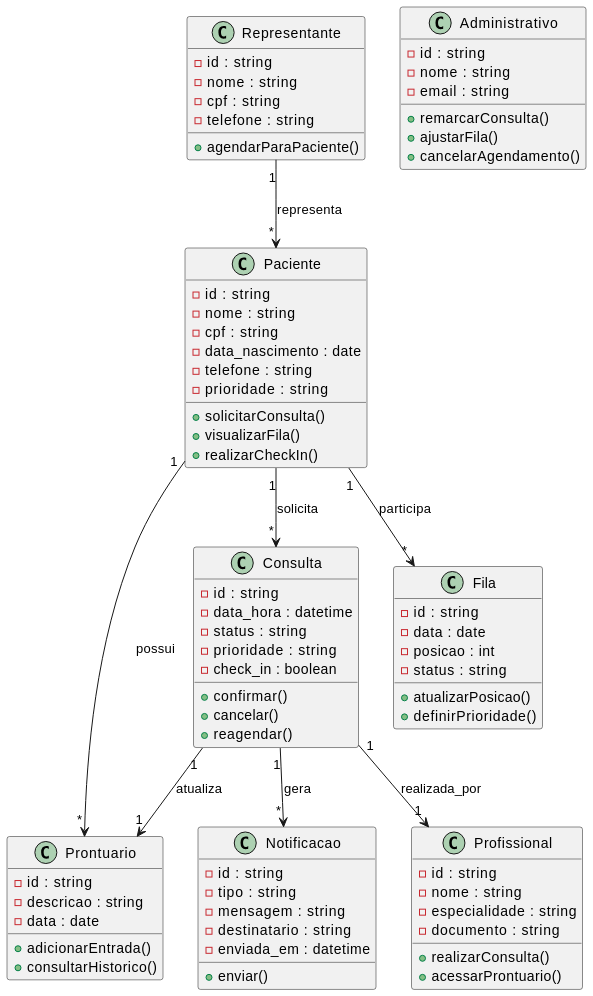 C Representante
id : string
nome : string
cpf : string
telefone : string
agendarParaPaciente()
C Administrativo
id : string
nome : string
email : string
remarcarConsulta()
ajustarFila()
cancelarAgendamento()
1
representa
*
C Paciente
id : string
nome : string
cpf : string
data_nascimento : date
telefone : string
prioridade : string
solicitarConsulta()
visualizarFila()
realizarCheckIn()
1
possui
*
1
solicita
*
1
participa
*
C Consulta
id : string
data_hora : datetime
status : string
prioridade : string
check_in : boolean
confirmar()
cancelar()
reagendar()
C Fila
id : string
data : date
posicao : int
status : string
atualizarPosicao()
definirPrioridade()
1
atualiza
1
1
gera
*
1
realizada_por
1
C Prontuario
id : string
descricao : string
data : date
adicionarEntrada()
consultarHistorico()
C Notificacao
id : string
tipo : string
mensagem : string
destinatario : string
enviada_em : datetime
enviar()
C Profissional
id : string
nome : string
especialidade : string
documento : string
realizarConsulta()
acessarProntuario()